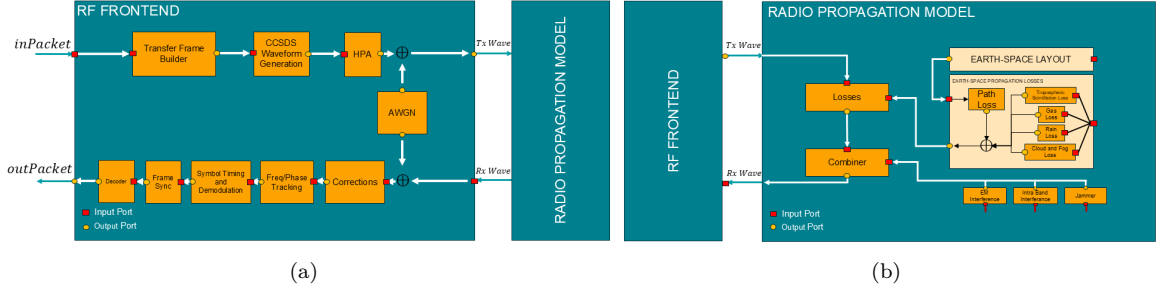 RF FRONTEND
inPacket
Transfer Frame
Builder
CCSDS
Waveform
Generation
HPA
Tx Wave
AWGN
RADIO PROPAGATION MODEL
outPacket
Decoder
Frame
Sync
Symbol Timing
and
Demodulation
Freq/Phase
Tracking
Corrections
Rx Wave
Input Port
Output Port
(a)
RF FRONTEND
RADIO PROPAGATION MODEL
Tx Wave
Losses
Combiner
Rx Wave
EARTH-SPACE LAYOUT
EARTH-SPACE PROPAGATION LOSSES
Path
Loss
Tropospheric
Scintillation Loss
Gas
Loss
Rain
Loss
Cloud and Fog
Loss
EM
Interference
Intra Band
Interfarance
Jammer
Input Port
Output Port
(b)